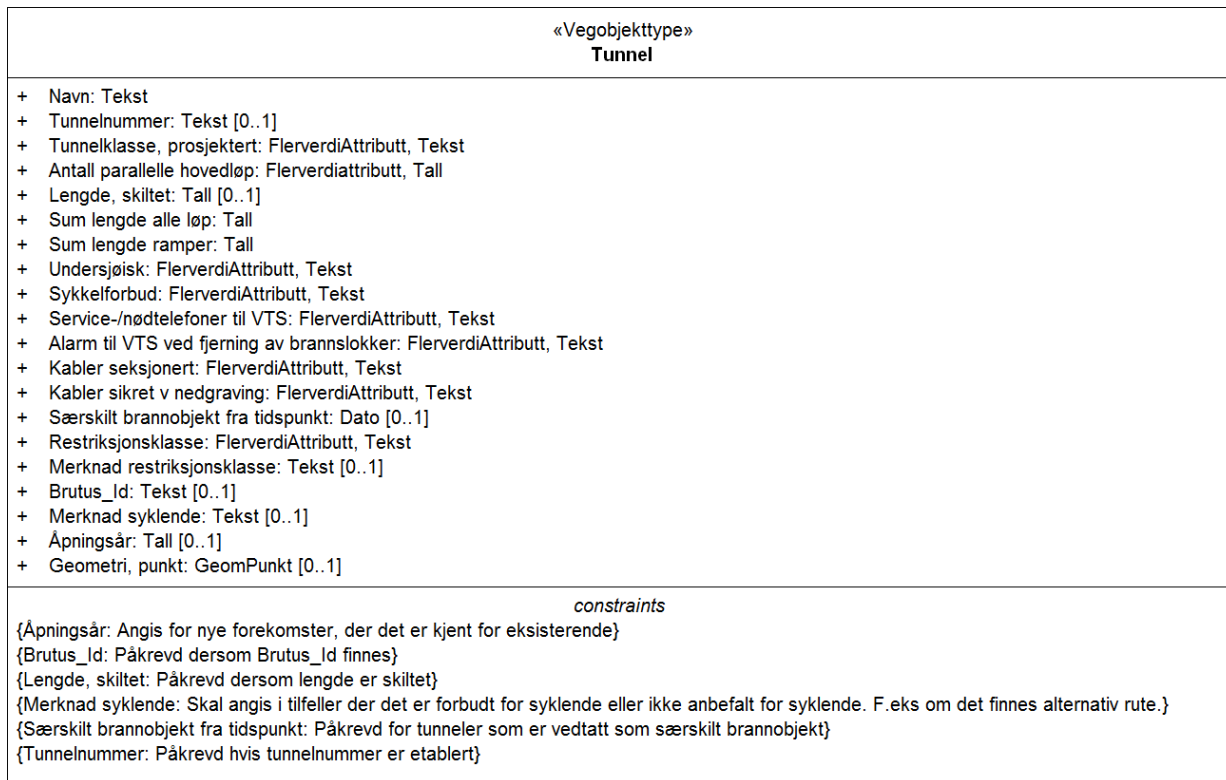 «Vegobjekttype»
Tunnel
+ Navn: Tekst
+ Tunnelnummer: Tekst [0..1]
+ Tunnelklasse, prosjektert: FlerverdiAttributt, Tekst
+ Antall parallelle hovedløp: Flerverdiattributt, Tall
+ Lengde, skiltet: Tall [0..1]
+ Sum lengde alle løp: Tall
+ Sum lengde ramper: Tall
+ Undersjøisk: FlerverdiAttributt, Tekst
+ Sykkelforbud: FlerverdiAttributt, Tekst
+ Service-/nødtelefoner til VTS: FlerverdiAttributt, Tekst
+ Alarm til VTS ved fjerning av brannslokker: FlerverdiAttributt, Tekst
+ Kabler seksjonert: FlerverdiAttributt, Tekst
+ Kabler sikret v nedgraving: FlerverdiAttributt, Tekst
+ Særskilt brannobjekt fra tidspunkt: Dato [0..1]
+ Restriksjonsklasse: FlerverdiAttributt, Tekst
+ Merknad restriksjonsklasse: Tekst [0..1]
+ Brutus_Id: Tekst [0..1]
+ Merknad syklende: Tekst [0..1]
+ Åpningsår: Tall [0..1]
+ Geometri, punkt: GeomPunkt [0..1]
constraints
{Åpningsår: Angis for nye forekomster, der det er kjent for eksisterende}
{Brutus_Id: Påkrevd dersom Brutus_Id finnes}
{Lengde, skiltet: Påkrevd dersom lengde er skiltet}
{Merknad syklende: Skal angis i tilfeller der det er forbudt for syklende eller ikke anbefalt for syklende. F.eks om det finnes alternativ rute.}
{Særskilt brannobjekt fra tidspunkt: Påkrevd for tunneler som er vedtatt som særskilt brannobjekt}
{Tunnelnummer: Påkrevd hvis tunnelnummer er etablert}